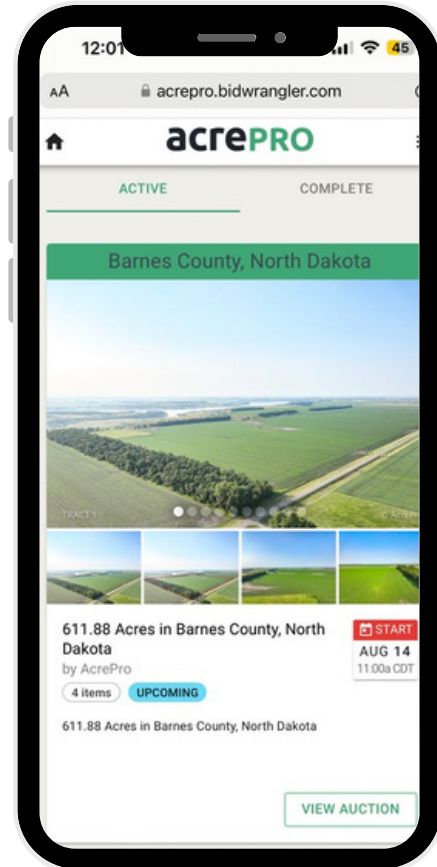 12:01
45
AA
acrepro.bidwrangler.com
acrePRO
ACTIVE
COMPLETE
Barnes County, North Dakota
TRACT 1
611.88 Acres in Barnes County, North
Dakota
by AcrePro
4 items
UPCOMING
START
AUG 14
11:00a CDT
611.88 Acres in Barnes County, North Dakota
VIEW AUCTION